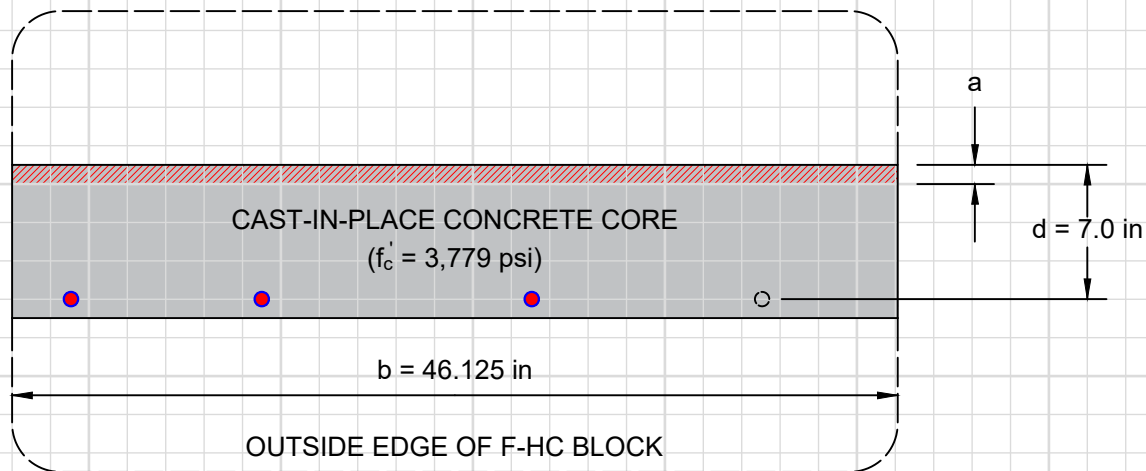 a
CAST-IN-PLACE CONCRETE CORE
(f'c = 3,779 psi)
d = 7.0 in
b = 46.125 in
OUTSIDE EDGE OF F-HC BLOCK